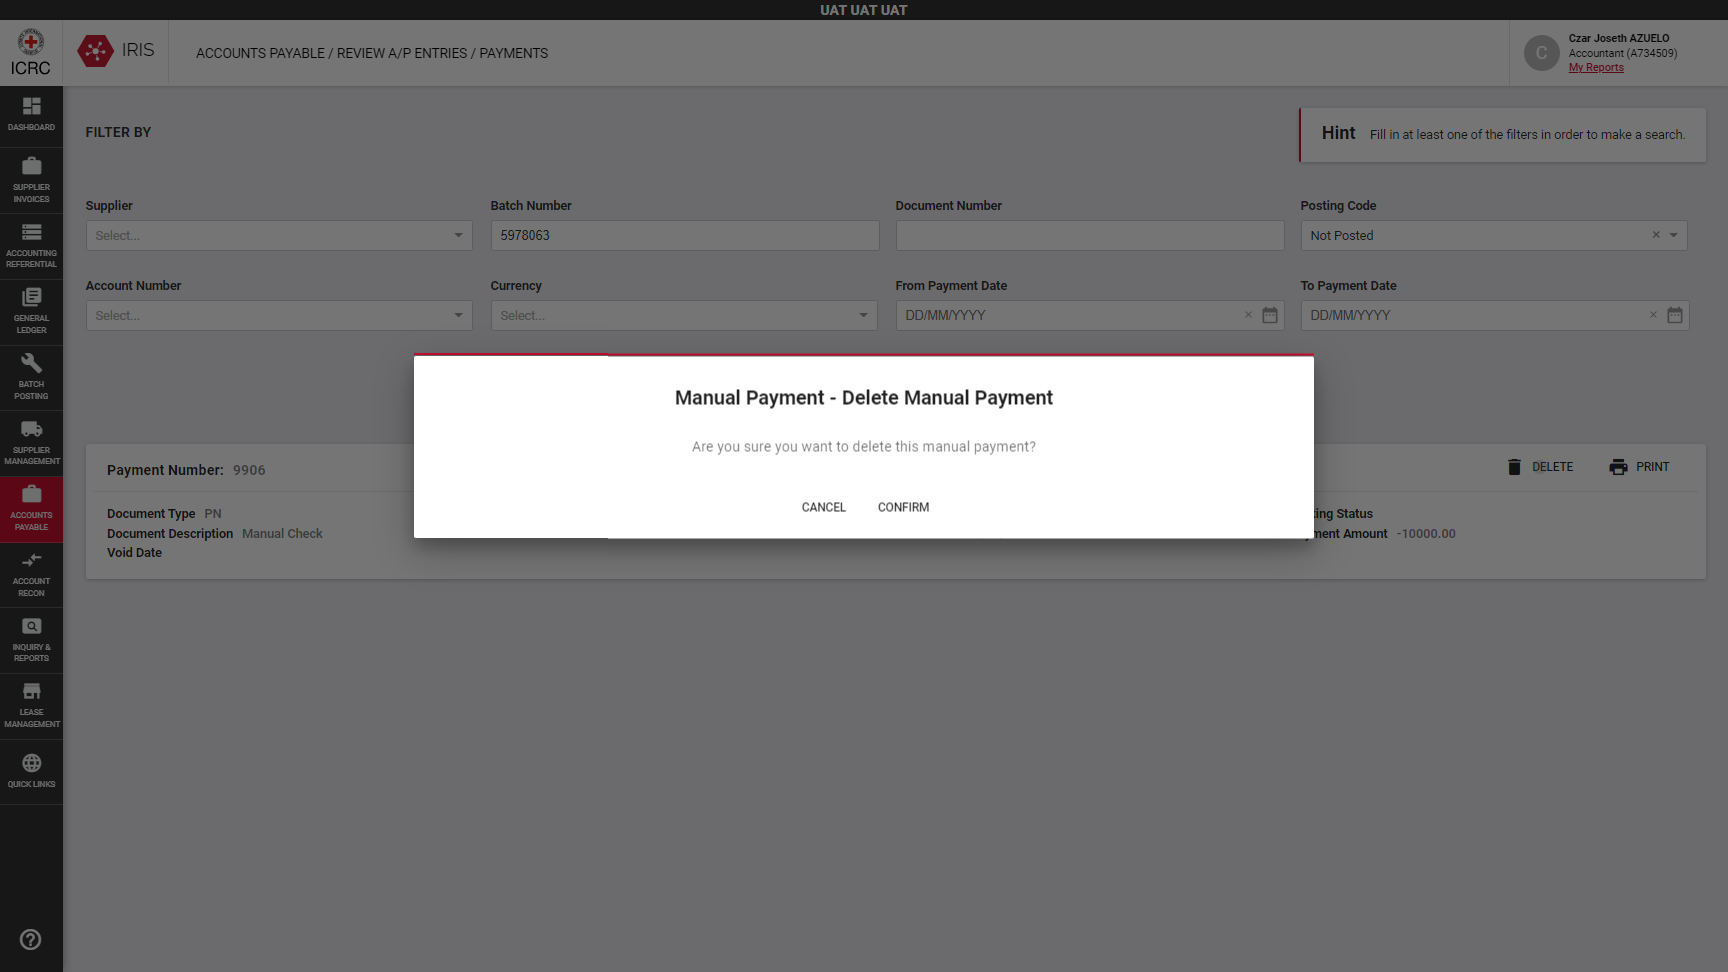 UAT UAT UAT
ICRC
IRIS
ACCOUNTS PAYABLE / REVIEW A/P ENTRIES / PAYMENTS
C
Czar Joseth AZUELO
Accountant (A734509)
My Reports
DASHBOARD
SUPPLIER
INVOICES
ACCOUNTING
REFERENTIAL
GENERAL
LEDGER
BATCH
POSTING
SUPPLIER
MANAGEMENT
ACCOUNTS
PAYABLE
ACCOUNT
RECON
INQUIRY &
REPORTS
LEASE
MANAGEMENT
QUICK LINKS
FILTER BY
Hint Fill in at least one of the filters in order to make a search.
Supplier Batch Number Document Number Posting Code
Select... 5978063 Not Posted ×
Account Number Currency From Payment Date To Payment Date
Select... Select... DD/MM/YYYY × DD/MM/YYYY ×
Manual Payment - Delete Manual Payment
Are you sure you want to delete this manual payment?
CANCEL CONFIRM
Payment Number: 9906 DELETE PRINT
Document Type PN ing Status
Document Description Manual Check ment Amount -10000.00
Void Date